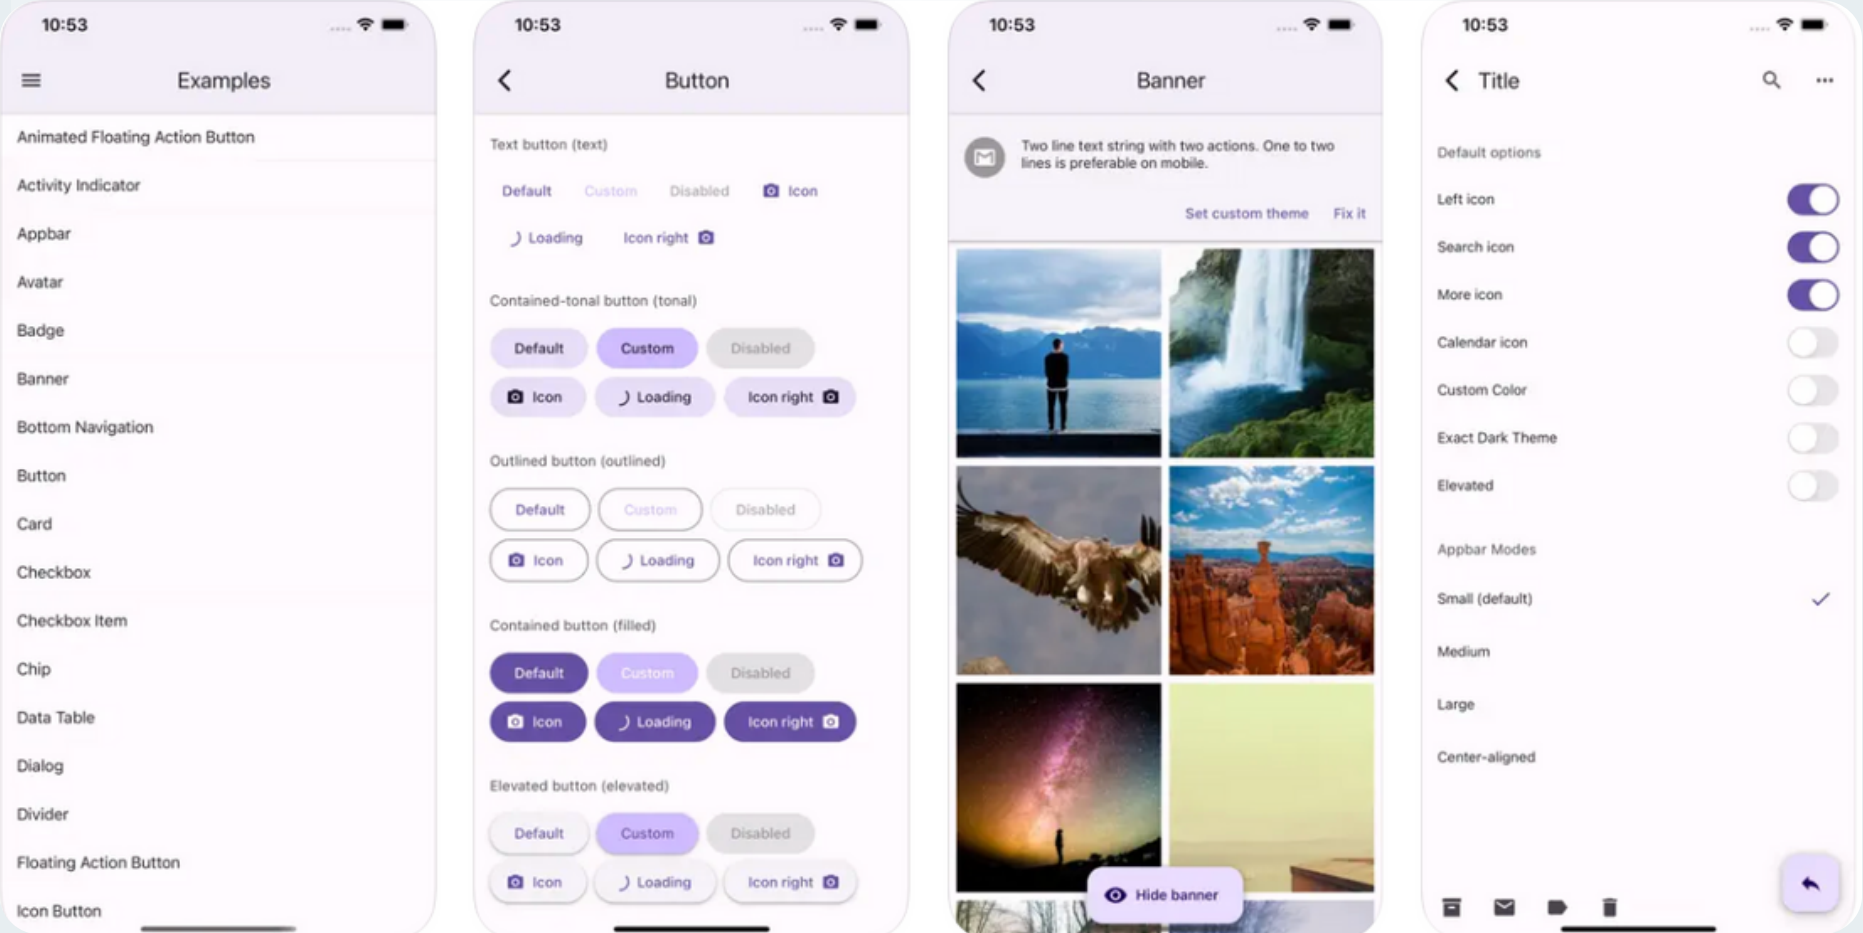 10:53
Examples
Animated Floating Action Button
Activity Indicator
Appbar
Avatar
Badge
Banner
Bottom Navigation
Button
Card
Checkbox
Checkbox Item
Chip
Data Table
Dialog
Divider
Floating Action Button
Icon Button
10:53
Button
Text button (text)
Default Custom Disabled Icon
Loading Icon right
Contained-tonal button (tonal)
Default Custom Disabled
Icon Loading Icon right
Outlined button (outlined)
Default Custom Disabled
Icon Loading Icon right
Contained button (filled)
Default Custom Disabled
Icon Loading Icon right
Elevated button (elevated)
Default Custom Disabled
Icon Loading Icon right
10:53
Banner
Two line text string with two actions. One to two
lines is preferable on mobile.
Set custom theme Fix it
Hide banner
10:53
Title
Default options
Left icon
Search icon
More icon
Calendar icon
Custom Color
Exact Dark Theme
Elevated
Appbar Modes
Small (default)
Medium
Large
Center-aligned